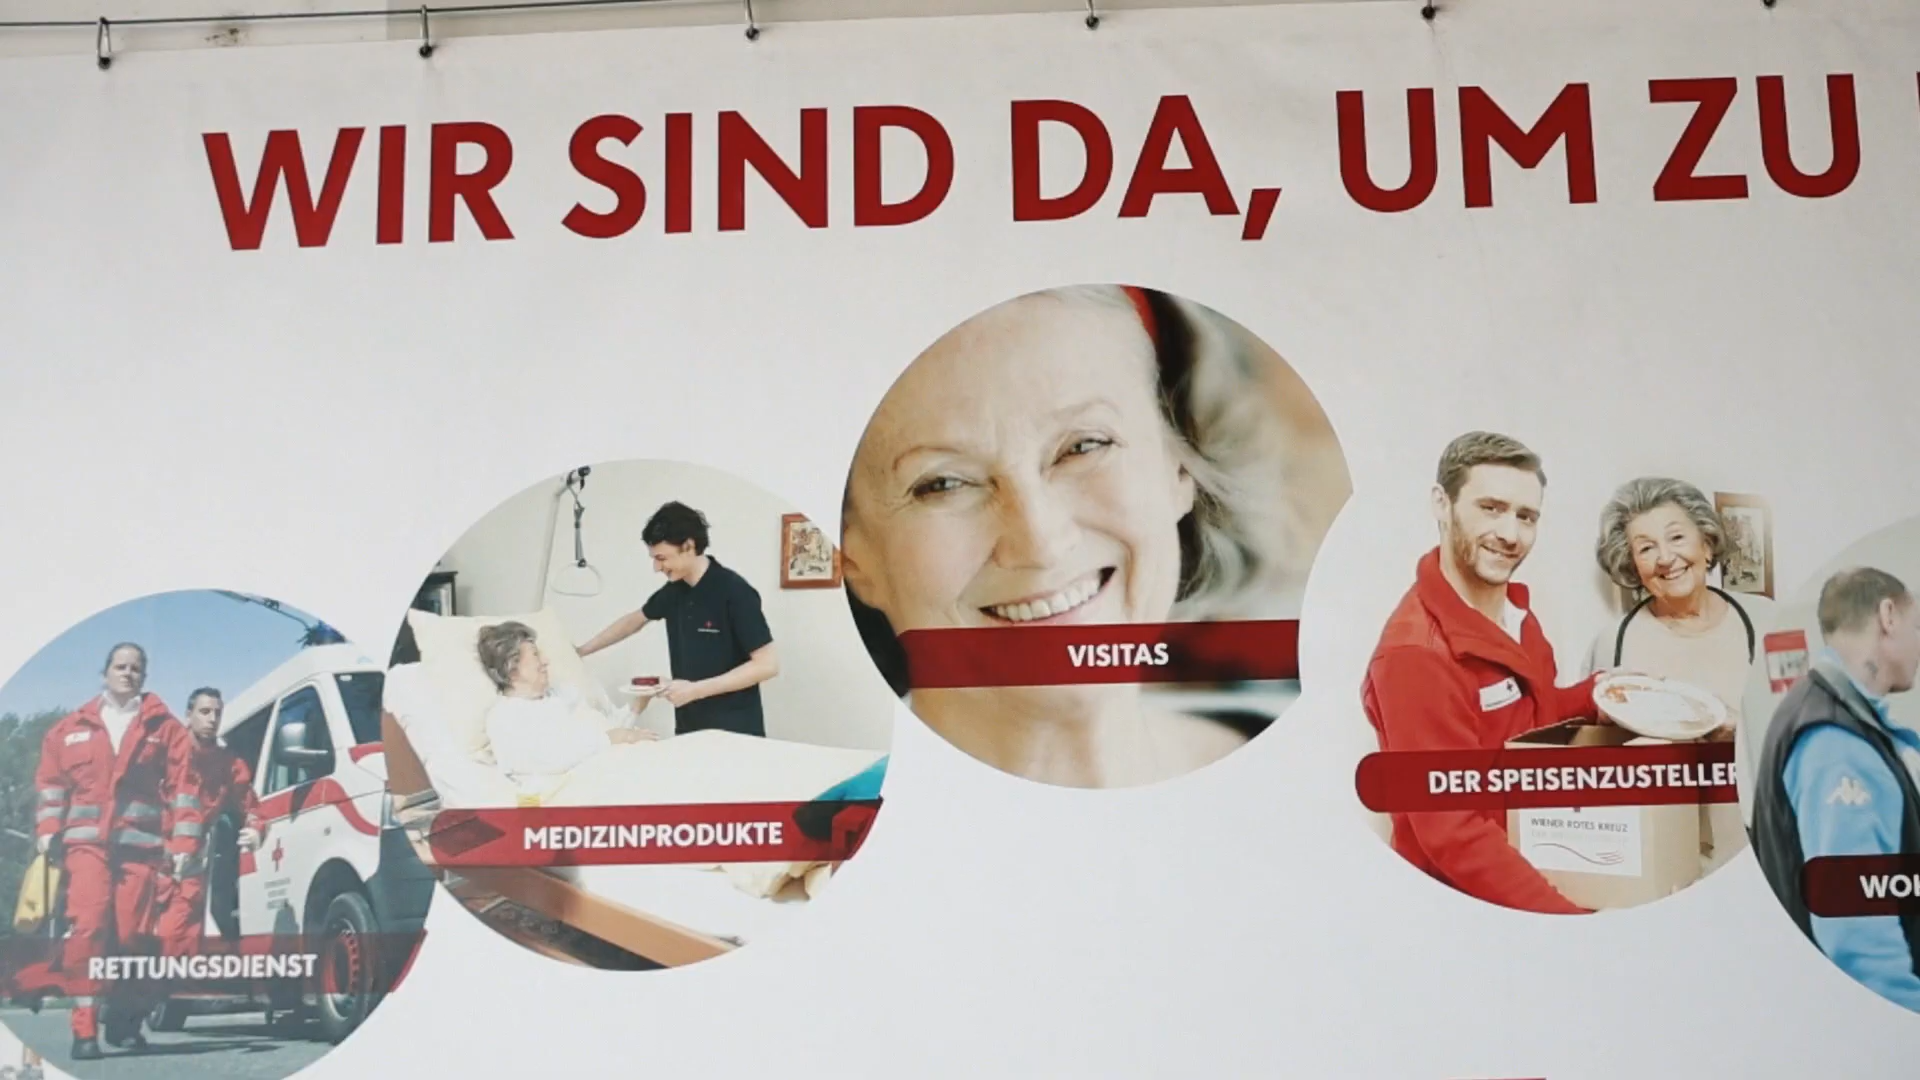 WIR SIND DA, UM ZU
RETTUNGSDIENST
MEDIZINPRODUKTE
VISITAS
DER SPEISENZUSTELLER
WIENER ROTES KREUZ